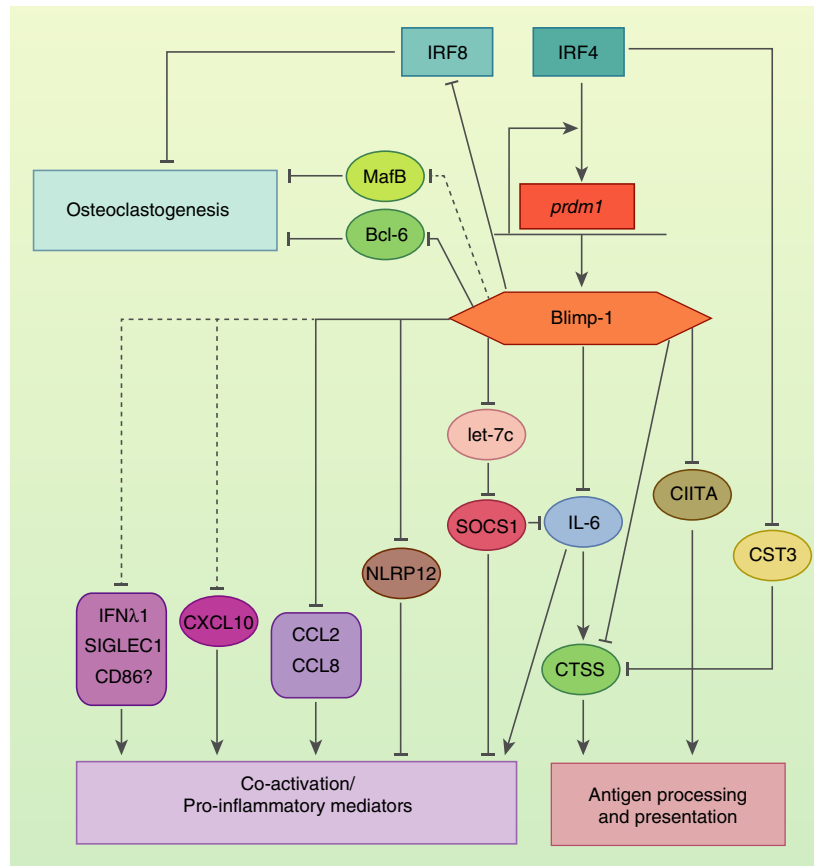 IRF8
IRF4
MafB
prdm1
Osteoclastogenesis
Bcl-6
Blimp-1
let-7c
CIITA
SOCS1
IL-6
CST3
NLRP12
IFNλ1
SIGLEC1
CD86?
CXCL10
CCL2
CCL8
CTSS
Co-activation/
Pro-inflammatory mediators
Antigen processing
and presentation